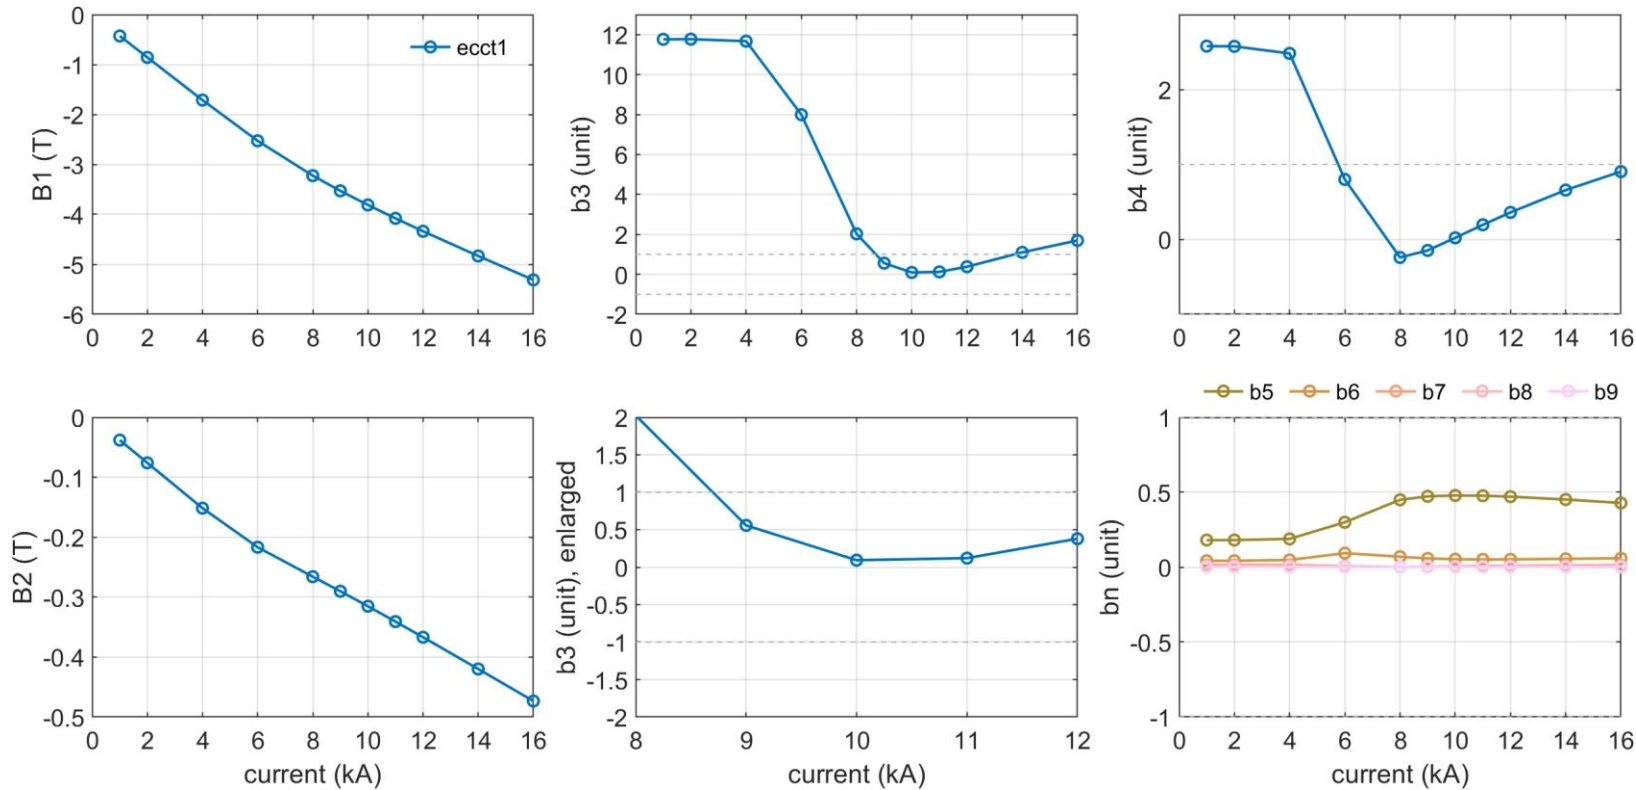 B1 (T)
0
-1
-2
-3
-4
-5
-6
0 2 4 6 8 10 12 14 16
ecct1
b3 (unit)
12
10
8
6
4
2
0
-2
0 2 4 6 8 10 12 14 16
b4 (unit)
2
0
0 2 4 6 8 10 12 14 16
B2 (T)
0
-0.1
-0.2
-0.3
-0.4
-0.5
0 2 4 6 8 10 12 14 16
current (kA)
b3 (unit), enlarged
2
1.5
1
0.5
0
-0.5
-1
-1.5
-2
8 9 10 11 12
current (kA)
b5 b6 b7 b8 b9
bn (unit)
1
0.5
0
-0.5
-1
0 2 4 6 8 10 12 14 16
current (kA)